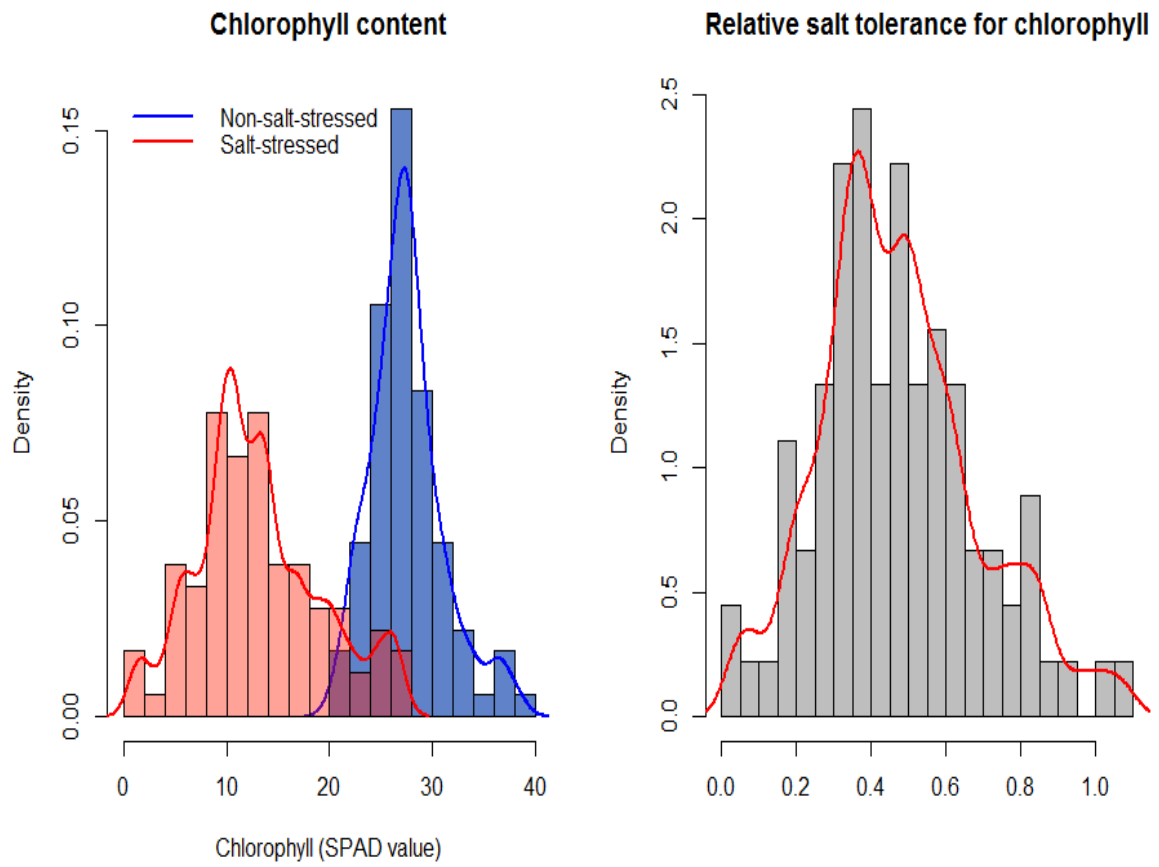 Chlorophyll content
Non-salt-stressed
Salt-stressed
Density
0.00 0.05 0.10 0.15
0 10 20 30 40
Chlorophyll (SPAD value)
Relative salt tolerance for chlorophyll
Density
0.0 0.5 1.0 1.5 2.0 2.5
0.0 0.2 0.4 0.6 0.8 1.0